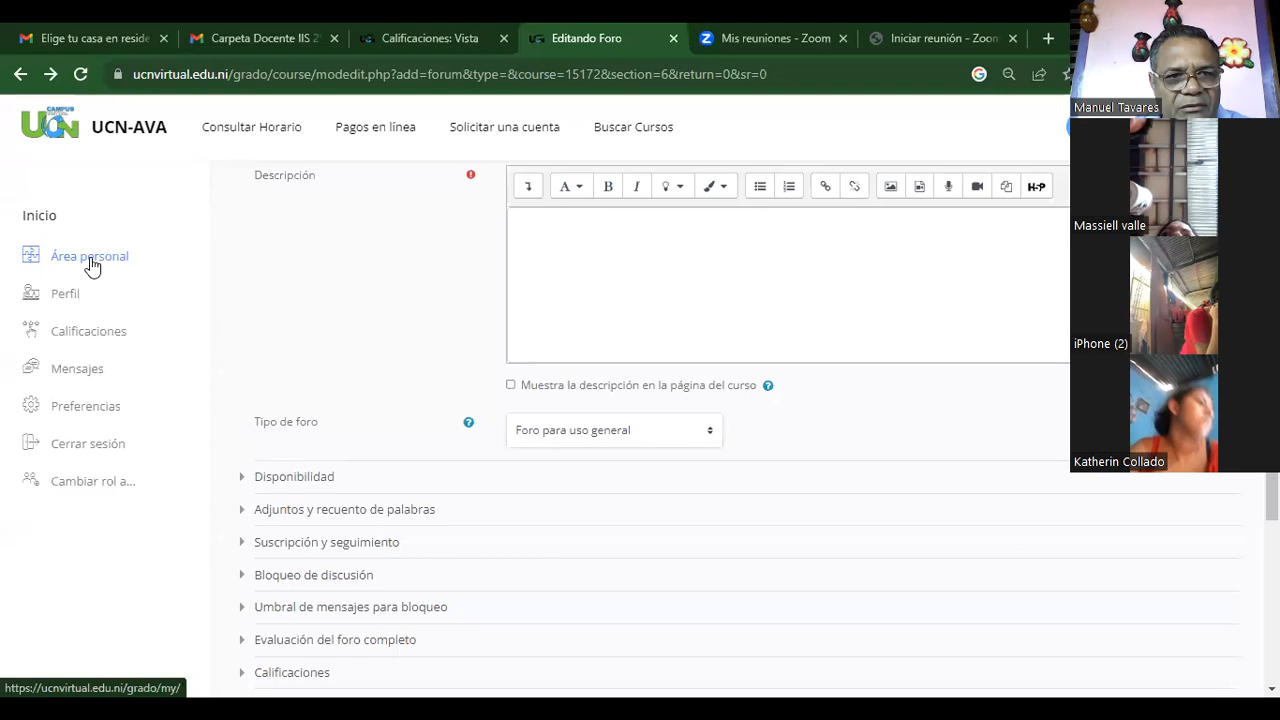 Elige tu casa en reside
Carpeta Docente IIS 2
Calificaciones: Vista
Editando Foro
Mis reuniones - Zoom
Iniciar reunión - Zoom
ucnvirtual.edu.ni/grado/course/modedit.php?add=forum&type=&course=15172&section=6&return=0&sr=0
CAMPUS
UCN
UCN-AVA
Consultar Horario
Pagos en línea
Solicitar una cuenta
Buscar Cursos
Manuel Tavares
Massiell valle
iPhone (2)
Katherin Collado
Inicio
Área personal
Perfil
Calificaciones
Mensajes
Preferencias
Cerrar sesión
Cambiar rol a...
Descripción
A
B
I
H-P
Muestra la descripción en la página del curso
Tipo de foro
Foro para uso general
Disponibilidad
Adjuntos y recuento de palabras
Suscripción y seguimiento
Bloqueo de discusión
Umbral de mensajes para bloqueo
Evaluación del foro completo
Calificaciones
https://ucnvirtual.edu.ni/grado/my/